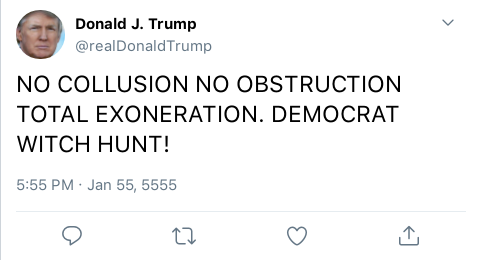 Donald J. Trump
@realDonaldTrump
NO COLLUSION NO OBSTRUCTION
TOTAL EXONERATION. DEMOCRAT
WITCH HUNT!
5:55 PM · Jan 55, 5555